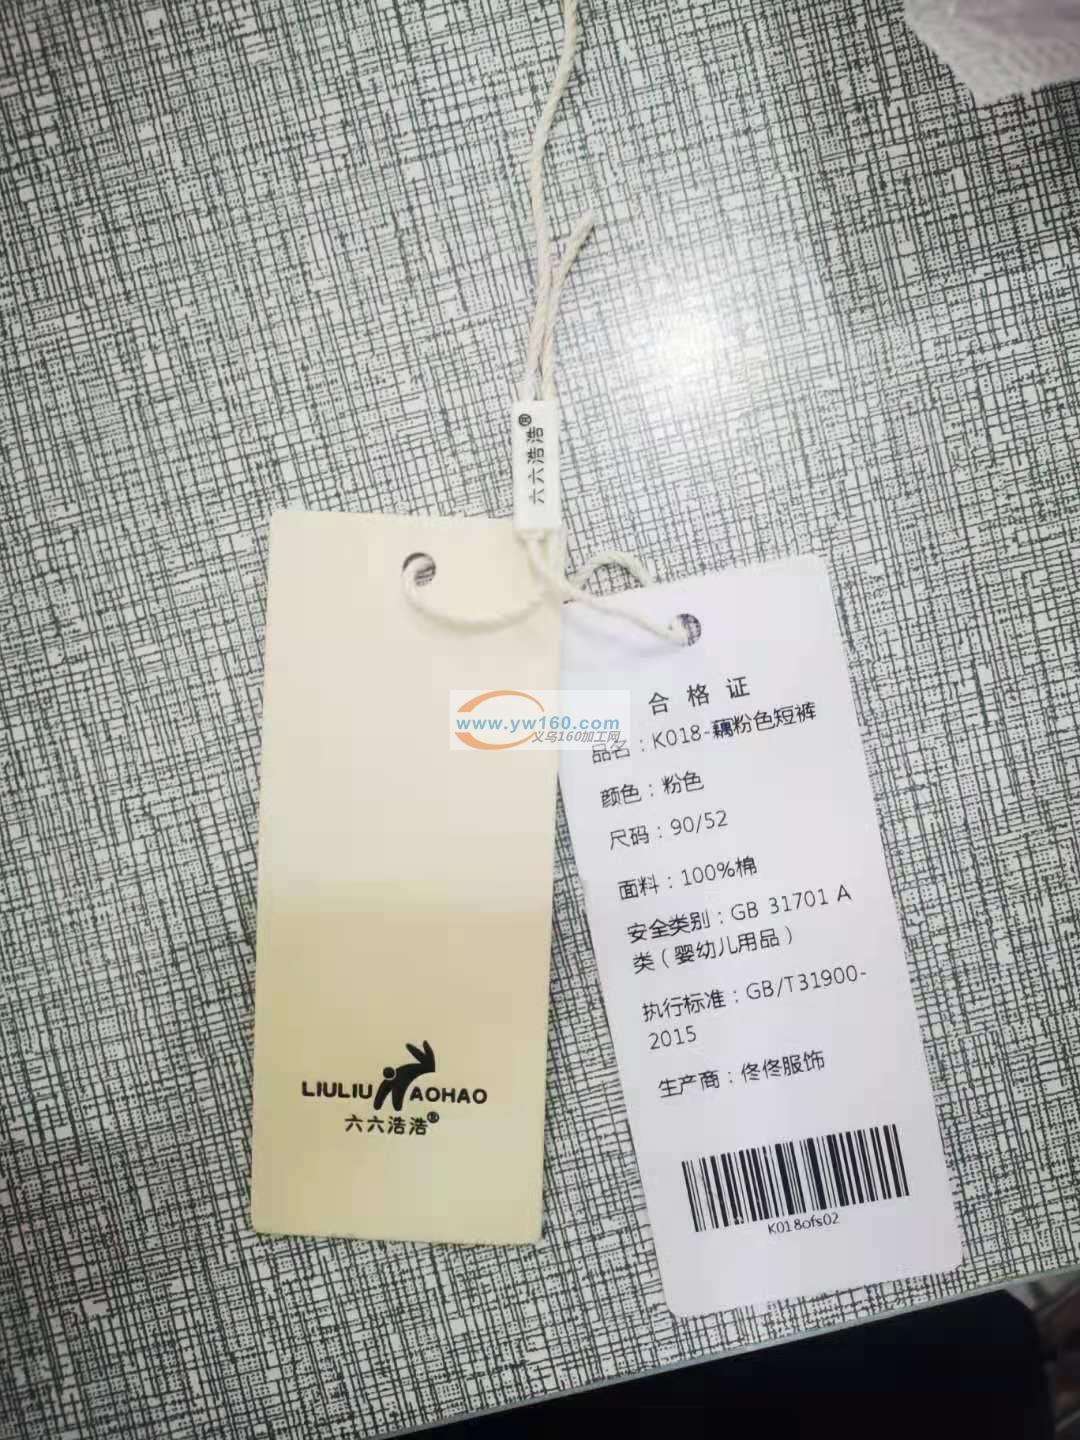 六六浩浩®
www.yw160.com
义乌160加工网
合格证
品名：K018-藕粉色短裤
颜色：粉色
尺码：90/52
面料：100%棉
安全类别：GB 31701 A
类（婴幼儿用品）
执行标准：GB/T31900-
2015
生产商：佟佟服饰
K018ofs02
LIULIU AOHAO
六六浩浩®